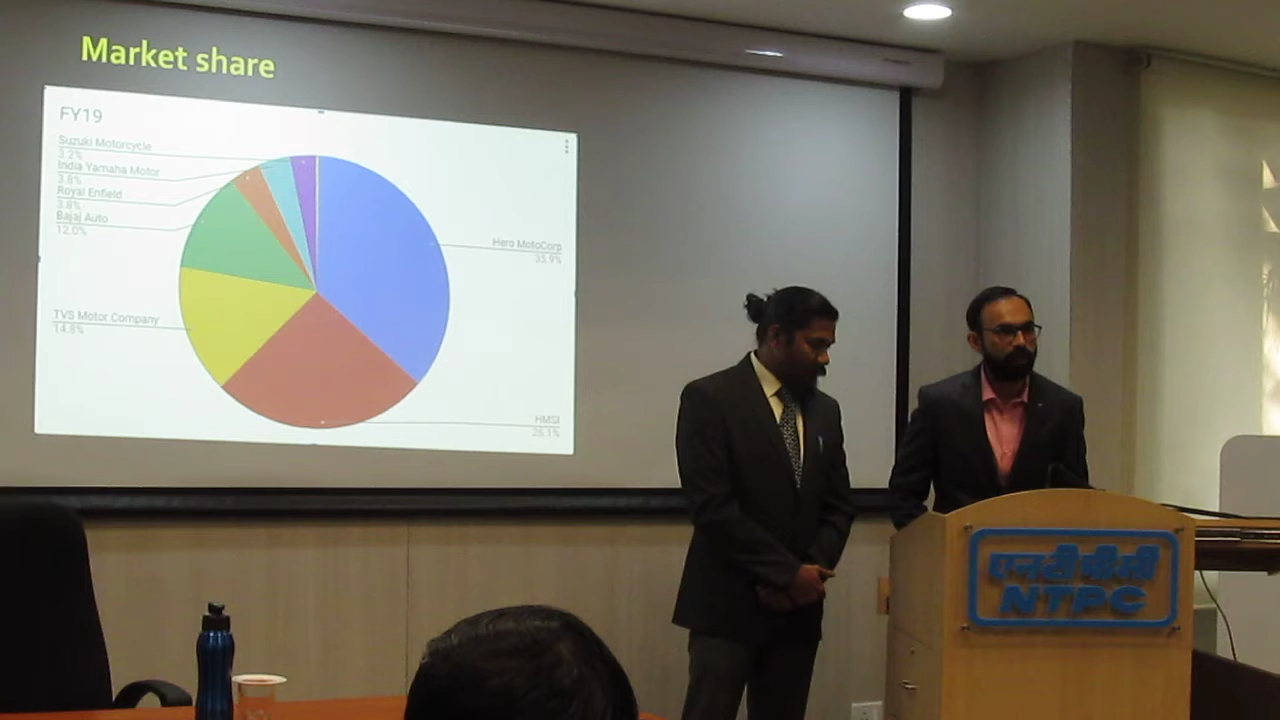 Market share
FY19
Suzuki Motorcycle
3.2%
India Yamaha Motor
3.8%
Royal Enfield
3.8%
Bajaj Auto
12.0%
TVS Motor Company
14.8%
Hero MotoCorp
35.9%
HMSI
26.1%
एनटीपीसी
NTPC